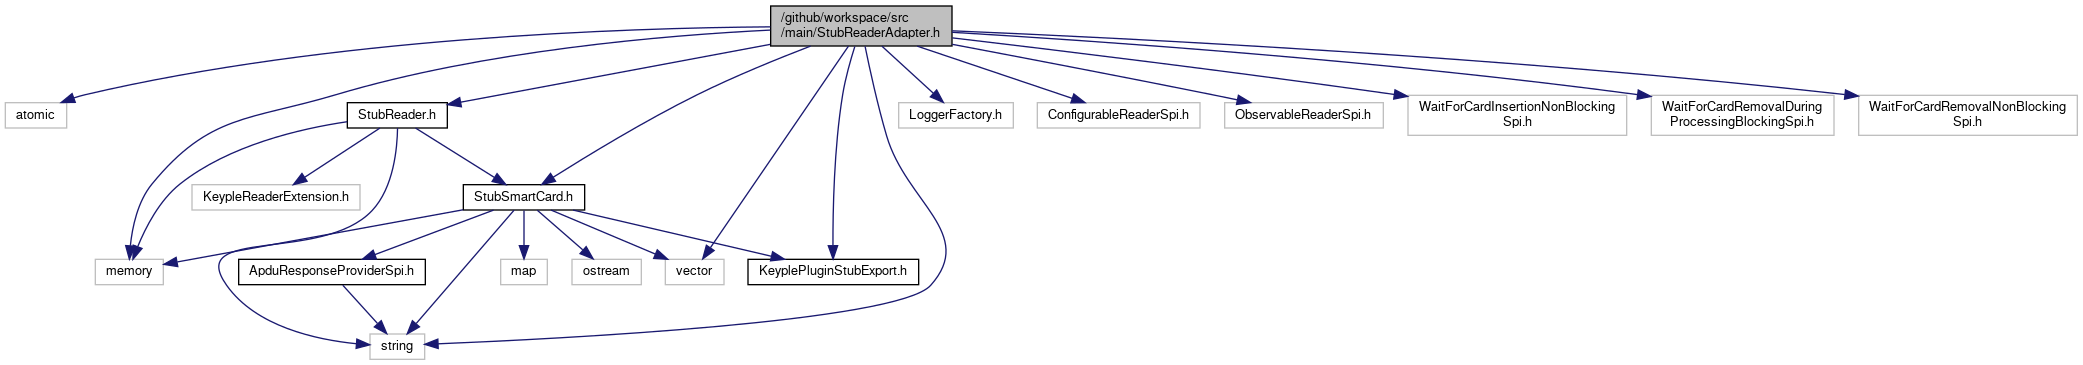 /github/workspace/src
/main/StubReaderAdapter.h
atomic
StubReader.h
LoggerFactory.h
ConfigurableReaderSpi.h
ObservableReaderSpi.h
WaitForCardInsertionNonBlocking
Spi.h
WaitForCardRemovalDuring
ProcessingBlockingSpi.h
WaitForCardRemovalNonBlocking
Spi.h
KeypleReaderExtension.h
StubSmartCard.h
memory
ApduResponseProviderSpi.h
map
ostream
vector
KeyplePluginStubExport.h
string